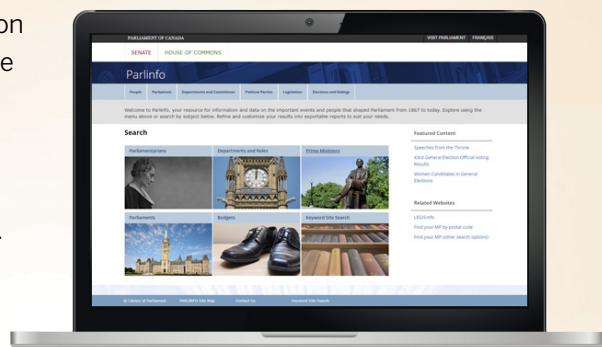 on
e
.
PARLIAMENT OF CANADA
VISIT PARLIAMENT FRANÇAIS
SENATE HOUSE OF COMMONS
Parlinfo
People Parliament Departments and Committees Political Parties Legislation Elections and Ridings
Welcome to Parlinfo, your resource for information and data on the important events and people that shaped Parliament from 1867 to today. Explore using the
menu above or search by subject below. Refine and customize your results into exportable reports to suit your needs.
Search
Parliamentarians
Departments and Roles
Prime Ministers
Parliaments
Budgets
Keyword Site Search
Featured Content
Speeches from the Throne
43rd General Election Official Voting
Results
Women Candidates in General
Elections
Related Websites
LEGISinfo
Find your MP by postal code
Find your MP (other search options)
© Library of Parliament PARLINFO Site Map Contact Us Keyword Site Search